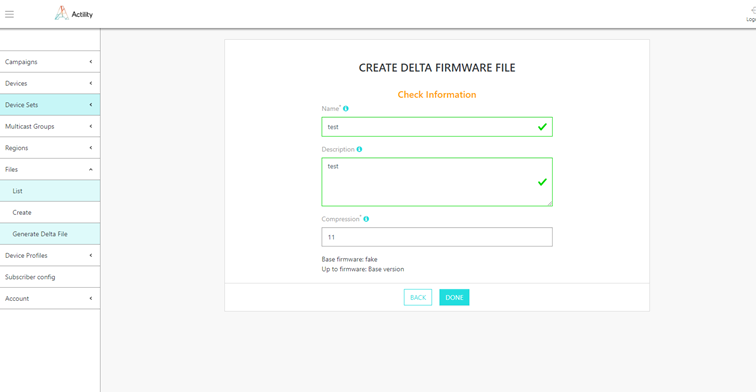 Actility
Campaigns
Devices
Device Sets
Multicast Groups
Regions
Files
List
Create
Generate Delta File
Device Profiles
Subscriber config
Account
CREATE DELTA FIRMWARE FILE
Check Information
Name*
test
Description
test
Compression*
11
Base firmware: fake
Up to firmware: Base version
BACK
DONE